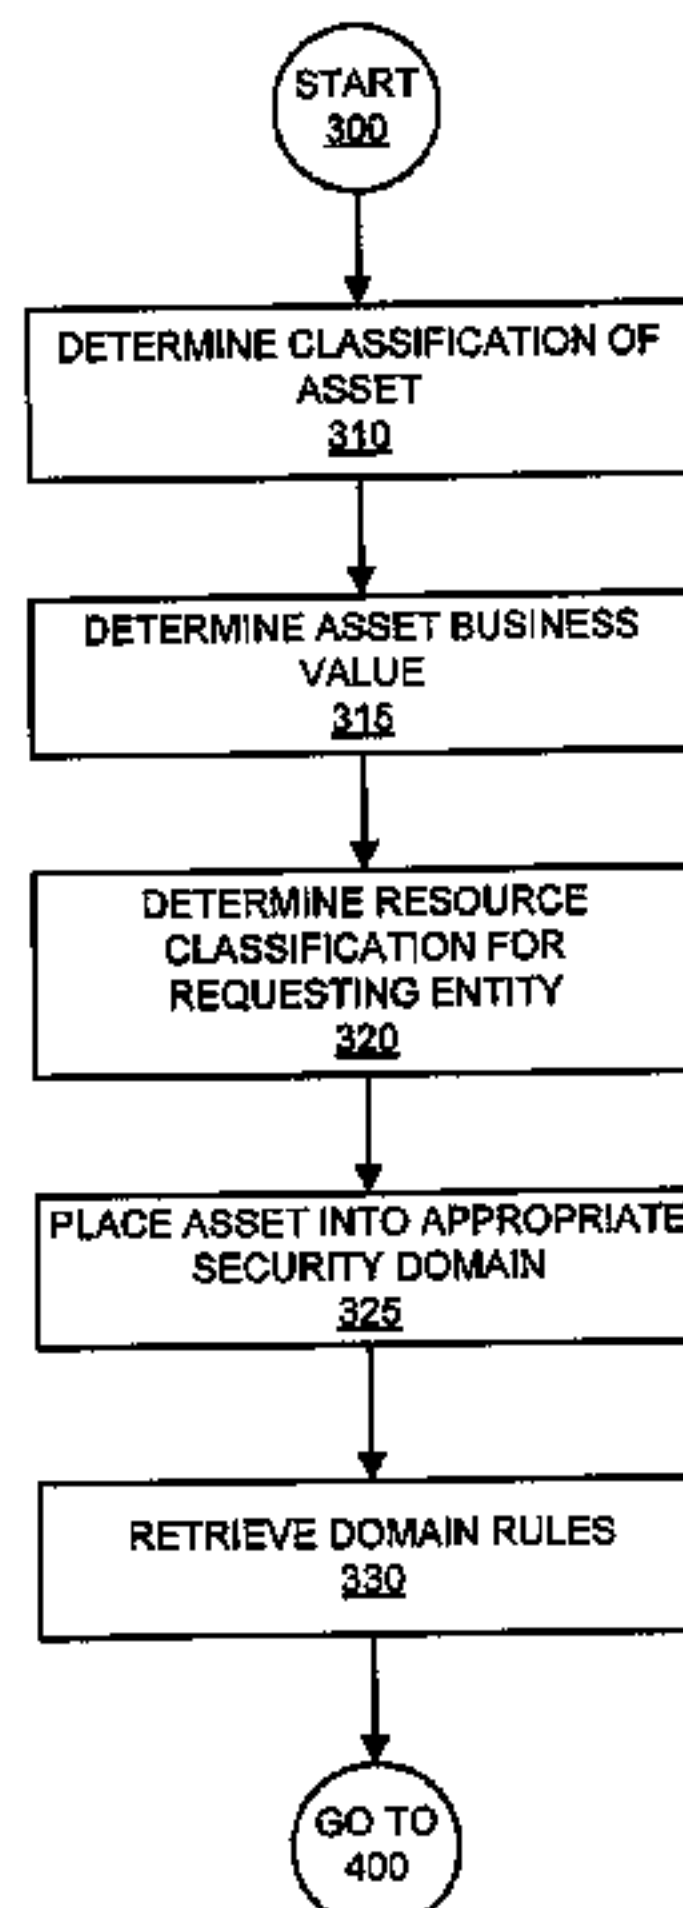 START
300
DETERMINE CLASSIFICATION OF
ASSET
310
DETERMINE ASSET BUSINESS
VALUE
315
DETERMINE RESOURCE
CLASSIFICATION FOR
REQUESTING ENTITY
320
PLACE ASSET INTO APPROPRIATE
SECURITY DOMAIN
325
RETRIEVE DOMAIN RULES
330
GO TO
400